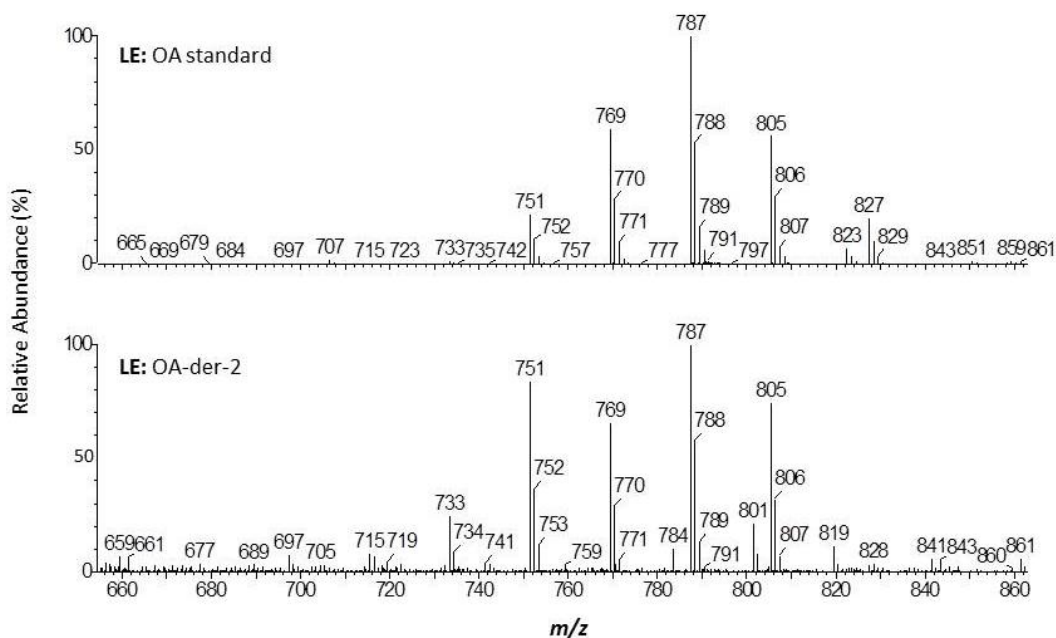 Relative Abundance (%)
LE: OA standard
100
50
0
665 669 679 684 697 707 715 723 733 735 742 751 752 757 769 770 771 777 787 788 789 791 797 805 806 807 823 827 829 843 851 859 861
LE: OA-der-2
100
50
0
659 661 677 689 697 705 715 719 733 734 741 751 752 753 759 769 770 771 784 787 788 789 791 801 805 806 807 819 828 841 843 860 861
660 680 700 720 740 760 780 800 820 840 860
m/z